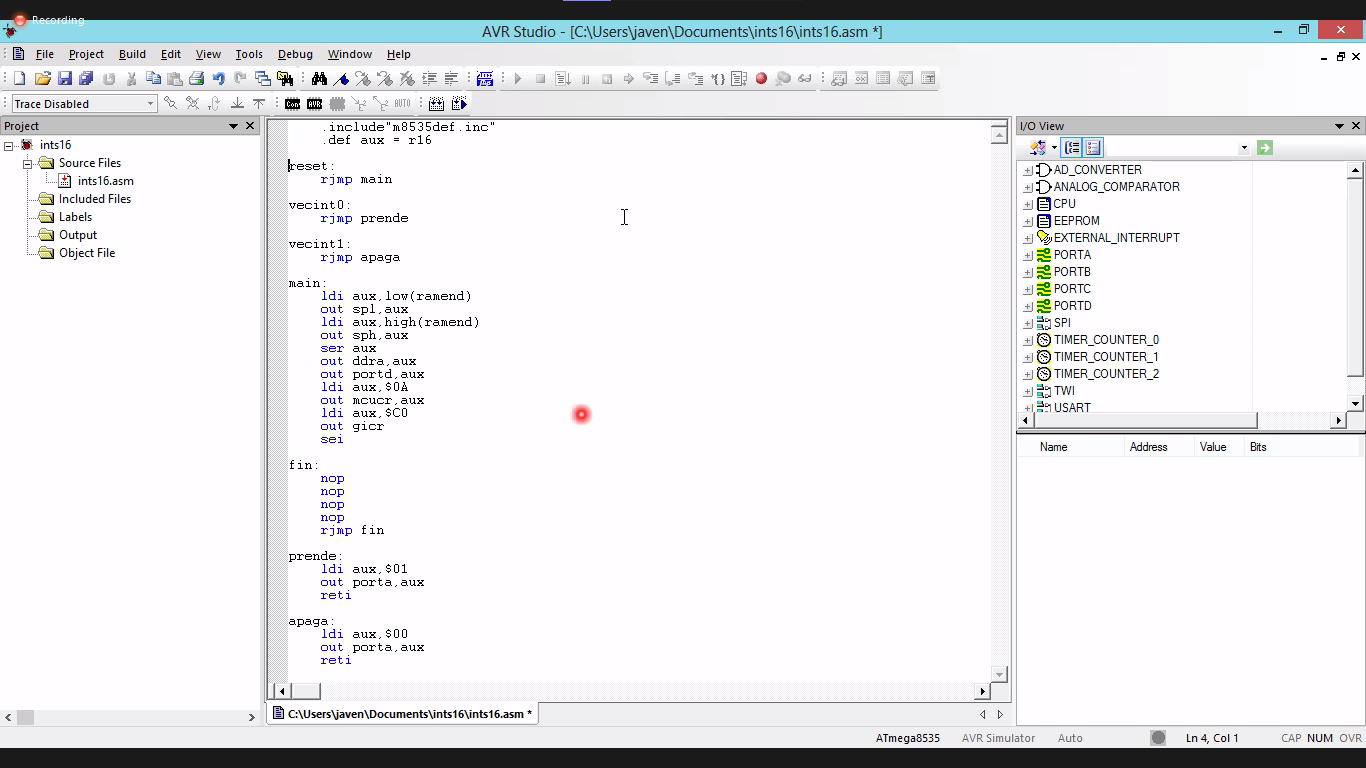 Recording
AVR Studio - [C:\Users\javen\Documents\ints16\ints16.asm *]
File Project Build Edit View Tools Debug Window Help
Trace Disabled
Con AVR AUTO
Project
ints16
Source Files
ints16.asm
Included Files
Labels
Output
Object File
.include"m8535def.inc"
.def aux = r16
reset:
rjmp main
vecint0:
rjmp prende
vecint1:
rjmp apaga
main:
ldi aux,low(ramend)
out spl,aux
ldi aux,high(ramend)
out sph,aux
ser aux
out ddra,aux
out portd,aux
ldi aux,$0A
out mcucr,aux
ldi aux,$C0
out gicr
sei
fin:
nop
nop
nop
nop
rjmp fin
prende:
ldi aux,$01
out porta,aux
reti
apaga:
ldi aux,$00
out porta,aux
reti
C:\Users\javen\Documents\ints16\ints16.asm *
I/O View
AD_CONVERTER
ANALOG_COMPARATOR
CPU
EEPROM
EXTERNAL_INTERRUPT
PORTA
PORTB
PORTC
PORTD
SPI
TIMER_COUNTER_0
TIMER_COUNTER_1
TIMER_COUNTER_2
TWI
USART
Name Address Value Bits
ATmega8535 AVR Simulator Auto Ln 4, Col 1 CAP NUM OVR